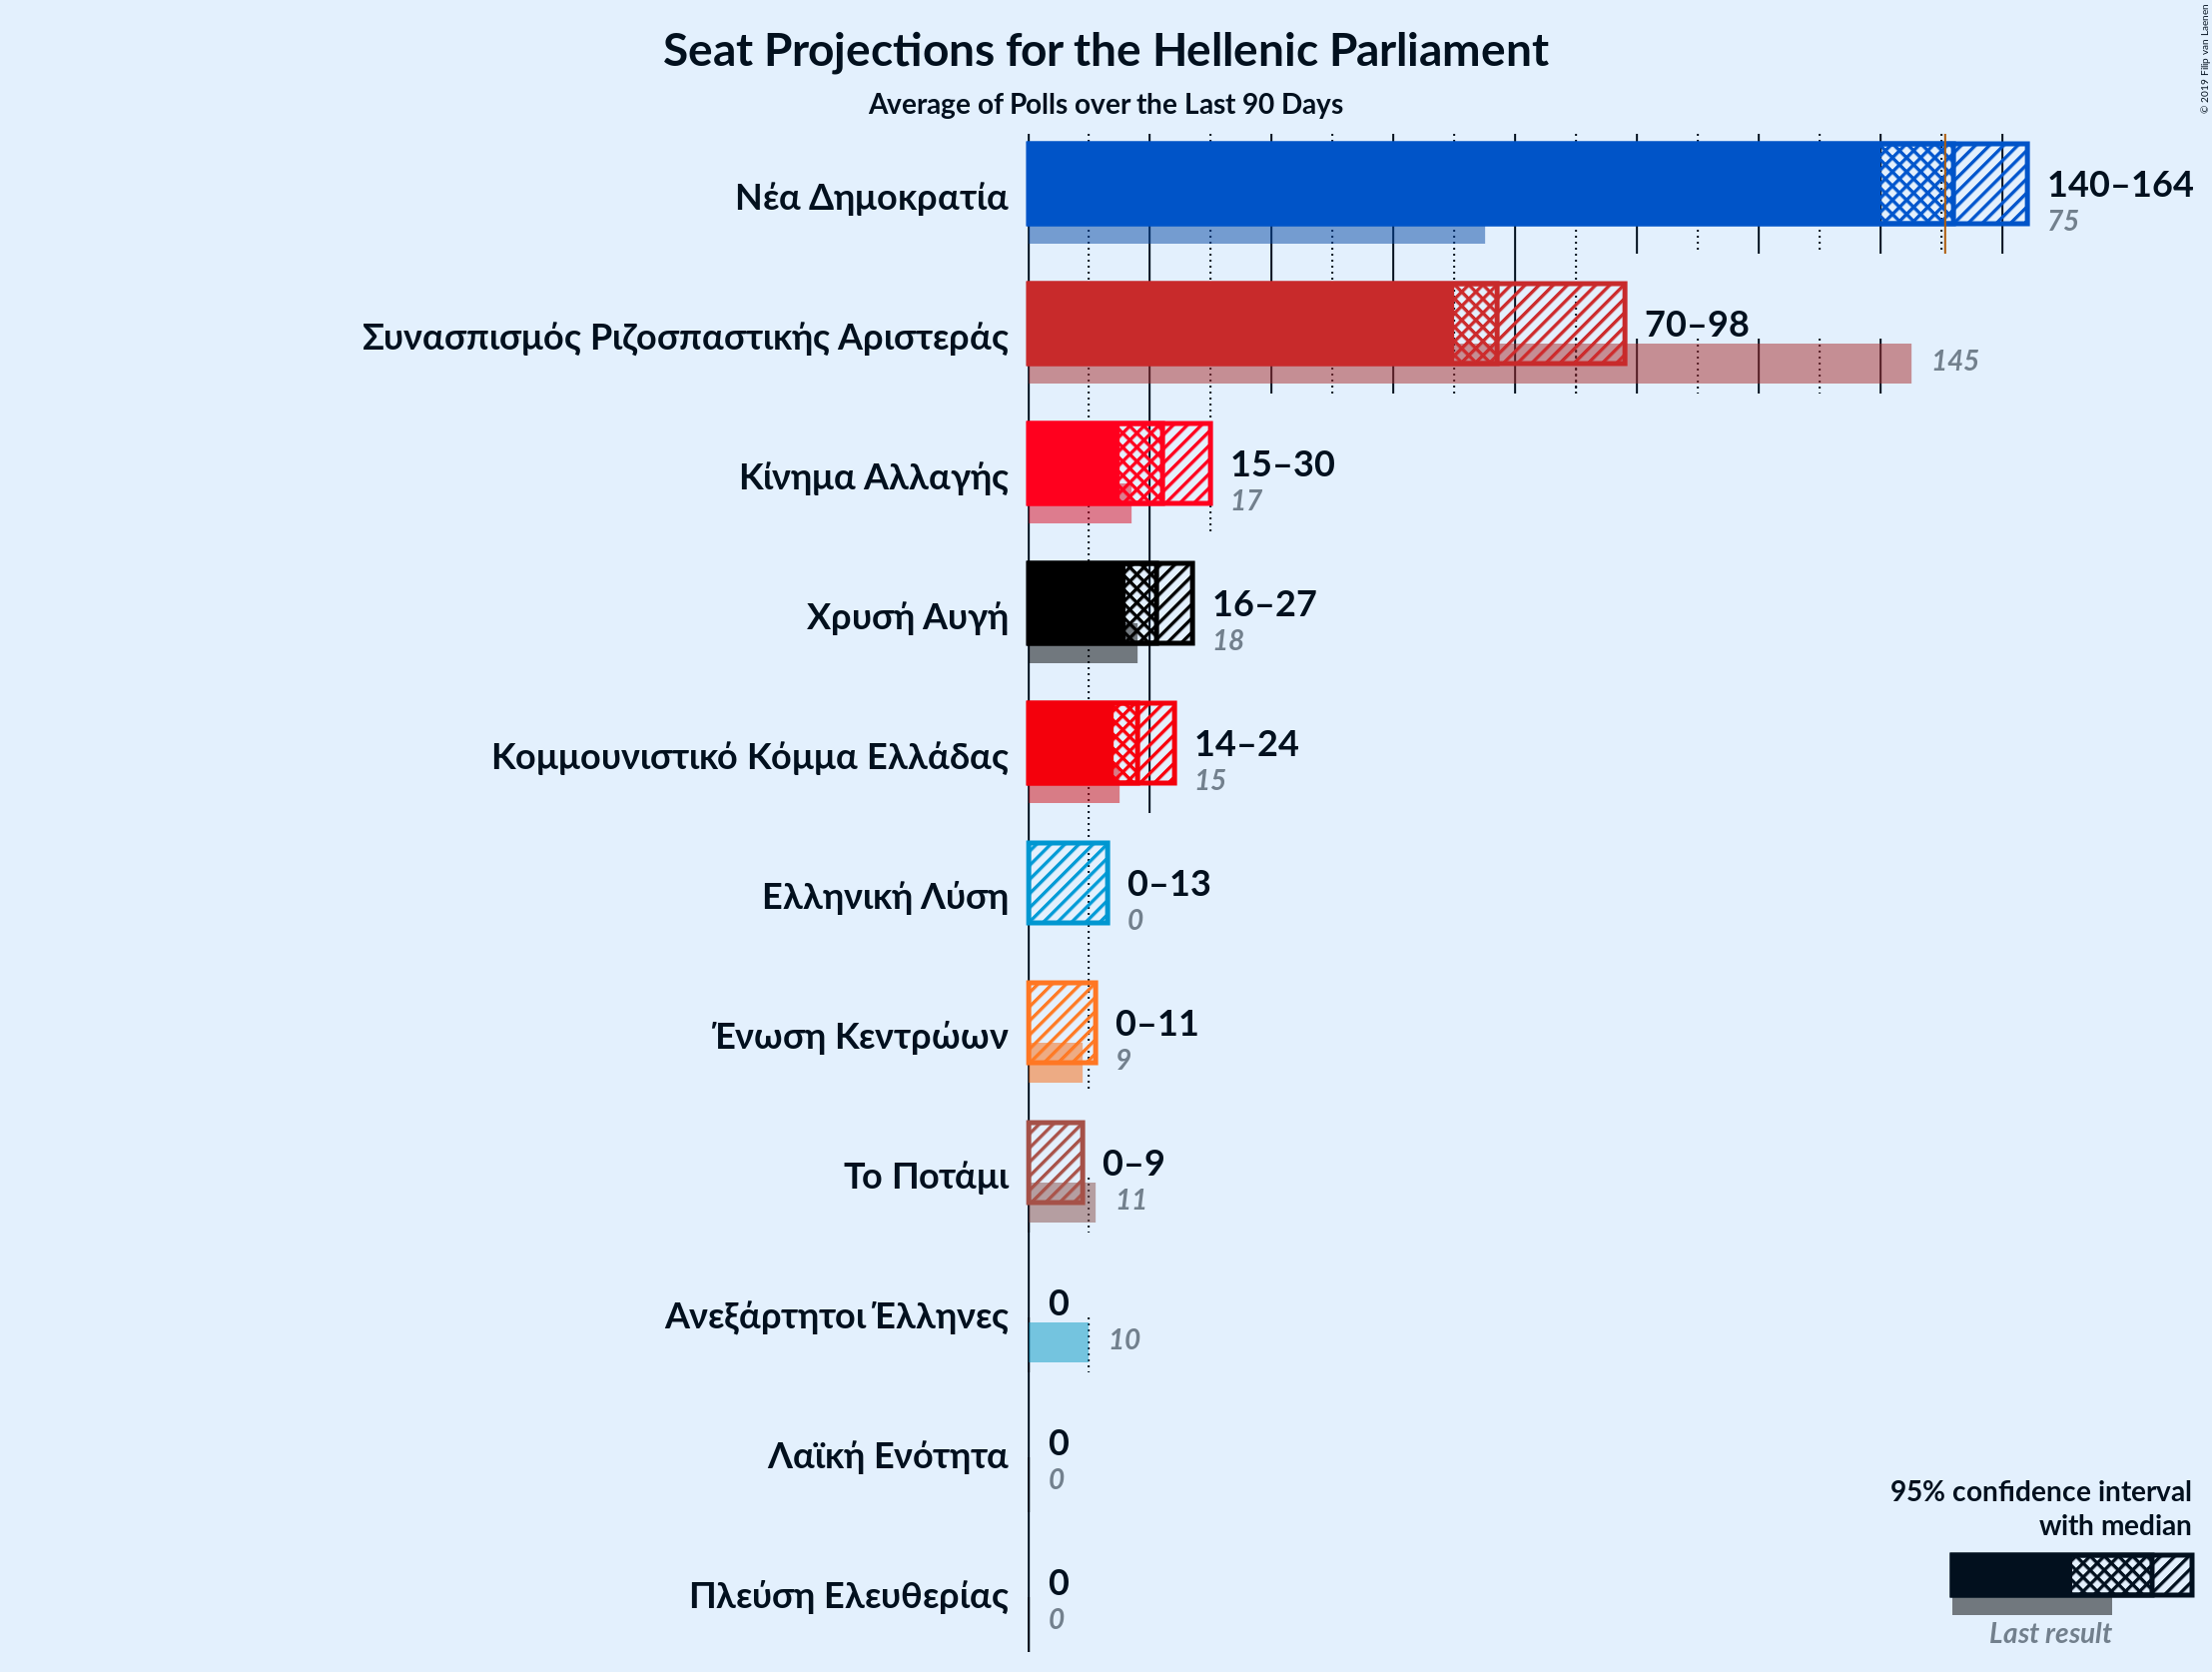 Seat Projections for the Hellenic Parliament
Average of Polls over the Last 90 Days
© 2019 Filip van Laenen
Νέα Δημοκρατία
140–164
75
Συνασπισμός Ριζοσπαστικής Αριστεράς
70–98
145
Κίνημα Αλλαγής
15–30
17
Χρυσή Αυγή
16–27
18
Κομμουνιστικό Κόμμα Ελλάδας
14–24
15
Ελληνική Λύση
0–13
0
Ένωση Κεντρώων
0–11
9
Το Ποτάμι
0–9
11
Ανεξάρτητοι Έλληνες
0
10
Λαϊκή Ενότητα
0
0
Πλεύση Ελευθερίας
0
0
95% confidence interval
with median
Last result